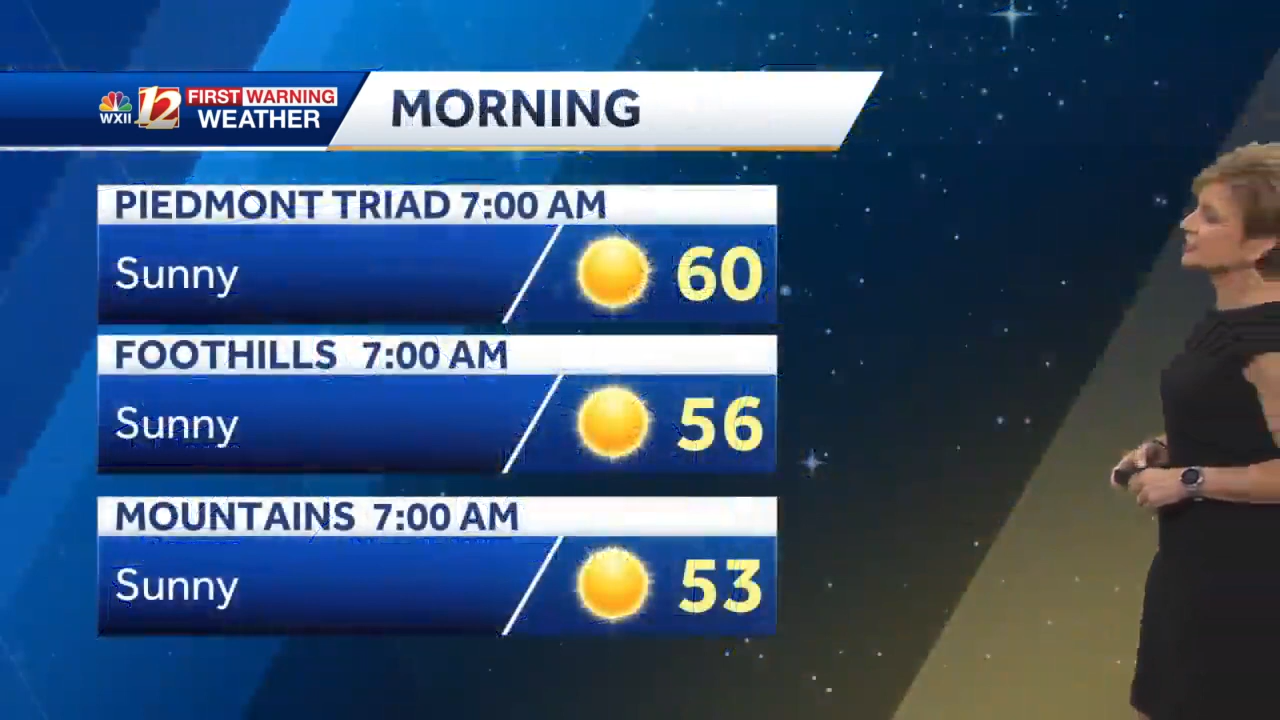 WXII 12 FIRST WARNING
WEATHER
MORNING
PIEDMONT TRIAD 7:00 AM
Sunny 60
FOOTHILLS 7:00 AM
Sunny 56
MOUNTAINS 7:00 AM
Sunny 53